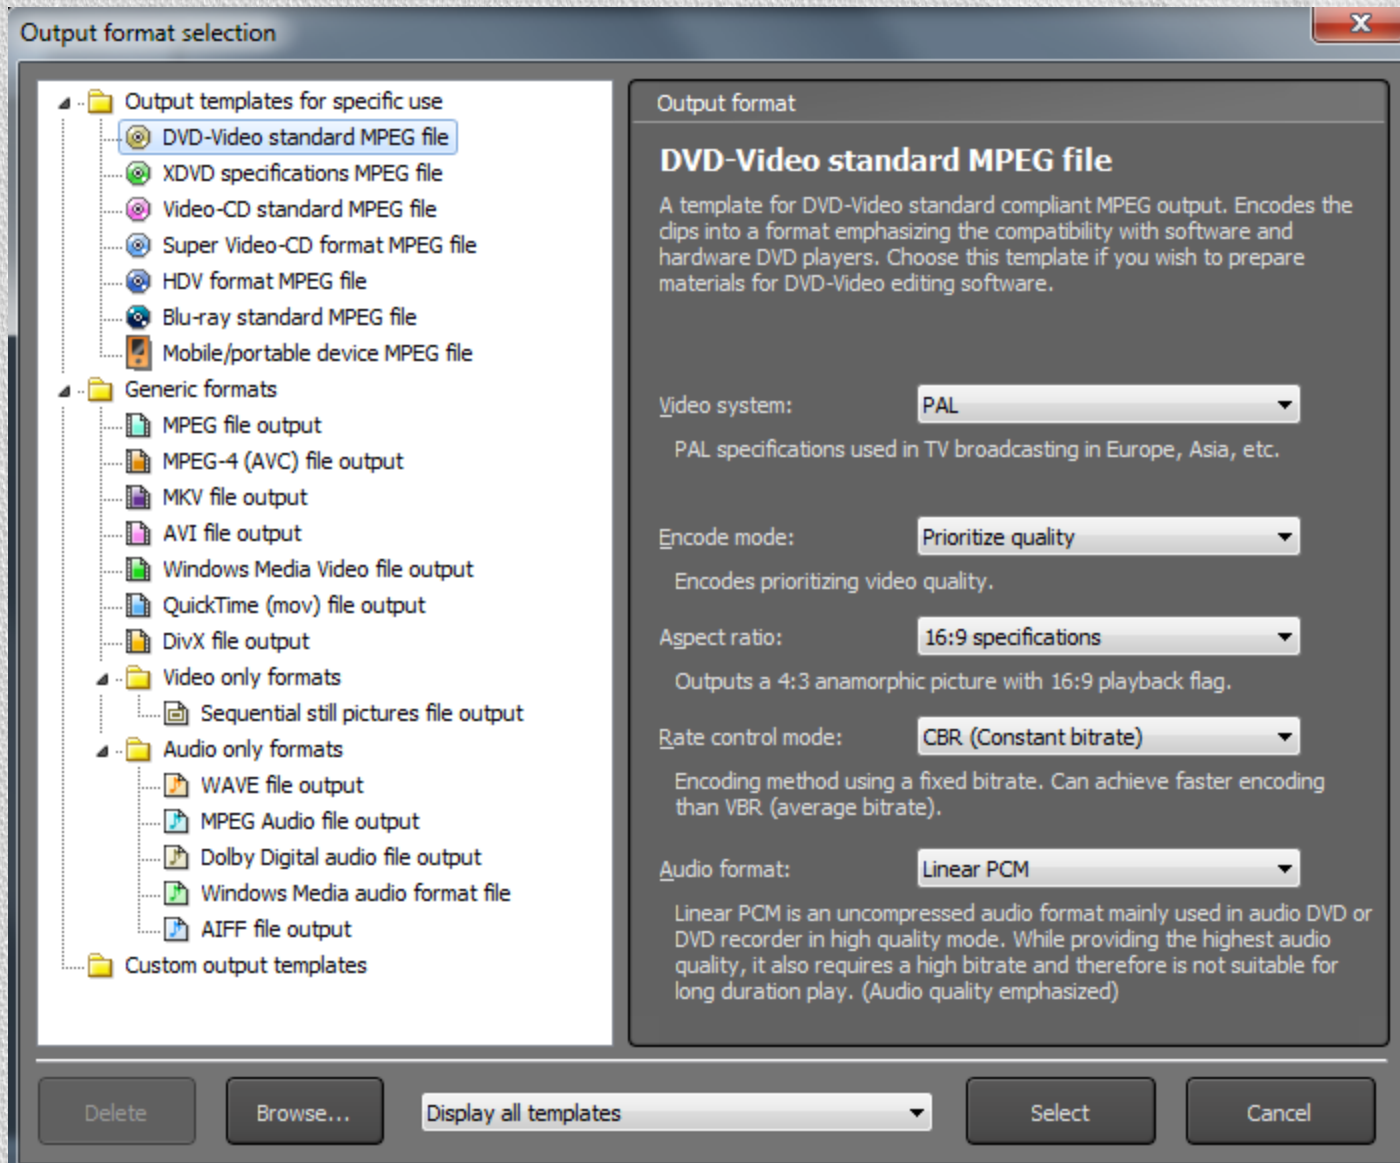 Output format selection
Output templates for specific use
DVD-Video standard MPEG file
XDVD specifications MPEG file
Video-CD standard MPEG file
Super Video-CD format MPEG file
HDV format MPEG file
Blu-ray standard MPEG file
Mobile/portable device MPEG file
Generic formats
MPEG file output
MPEG-4 (AVC) file output
MKV file output
AVI file output
Windows Media Video file output
QuickTime (mov) file output
DivX file output
Video only formats
Sequential still pictures file output
Audio only formats
WAVE file output
MPEG Audio file output
Dolby Digital audio file output
Windows Media audio format file
AIFF file output
Custom output templates
Output format
DVD-Video standard MPEG file
A template for DVD-Video standard compliant MPEG output. Encodes the
clips into a format emphasizing the compatibility with software and
hardware DVD players. Choose this template if you wish to prepare
materials for DVD-Video editing software.
Video system: PAL
PAL specifications used in TV broadcasting in Europe, Asia, etc.
Encode mode: Prioritize quality
Encodes prioritizing video quality.
Aspect ratio: 16:9 specifications
Outputs a 4:3 anamorphic picture with 16:9 playback flag.
Rate control mode: CBR (Constant bitrate)
Encoding method using a fixed bitrate. Can achieve faster encoding
than VBR (average bitrate).
Audio format: Linear PCM
Linear PCM is an uncompressed audio format mainly used in audio DVD or
DVD recorder in high quality mode. While providing the highest audio
quality, it also requires a high bitrate and therefore is not suitable for
long duration play. (Audio quality emphasized)
Delete Browse... Display all templates Select Cancel